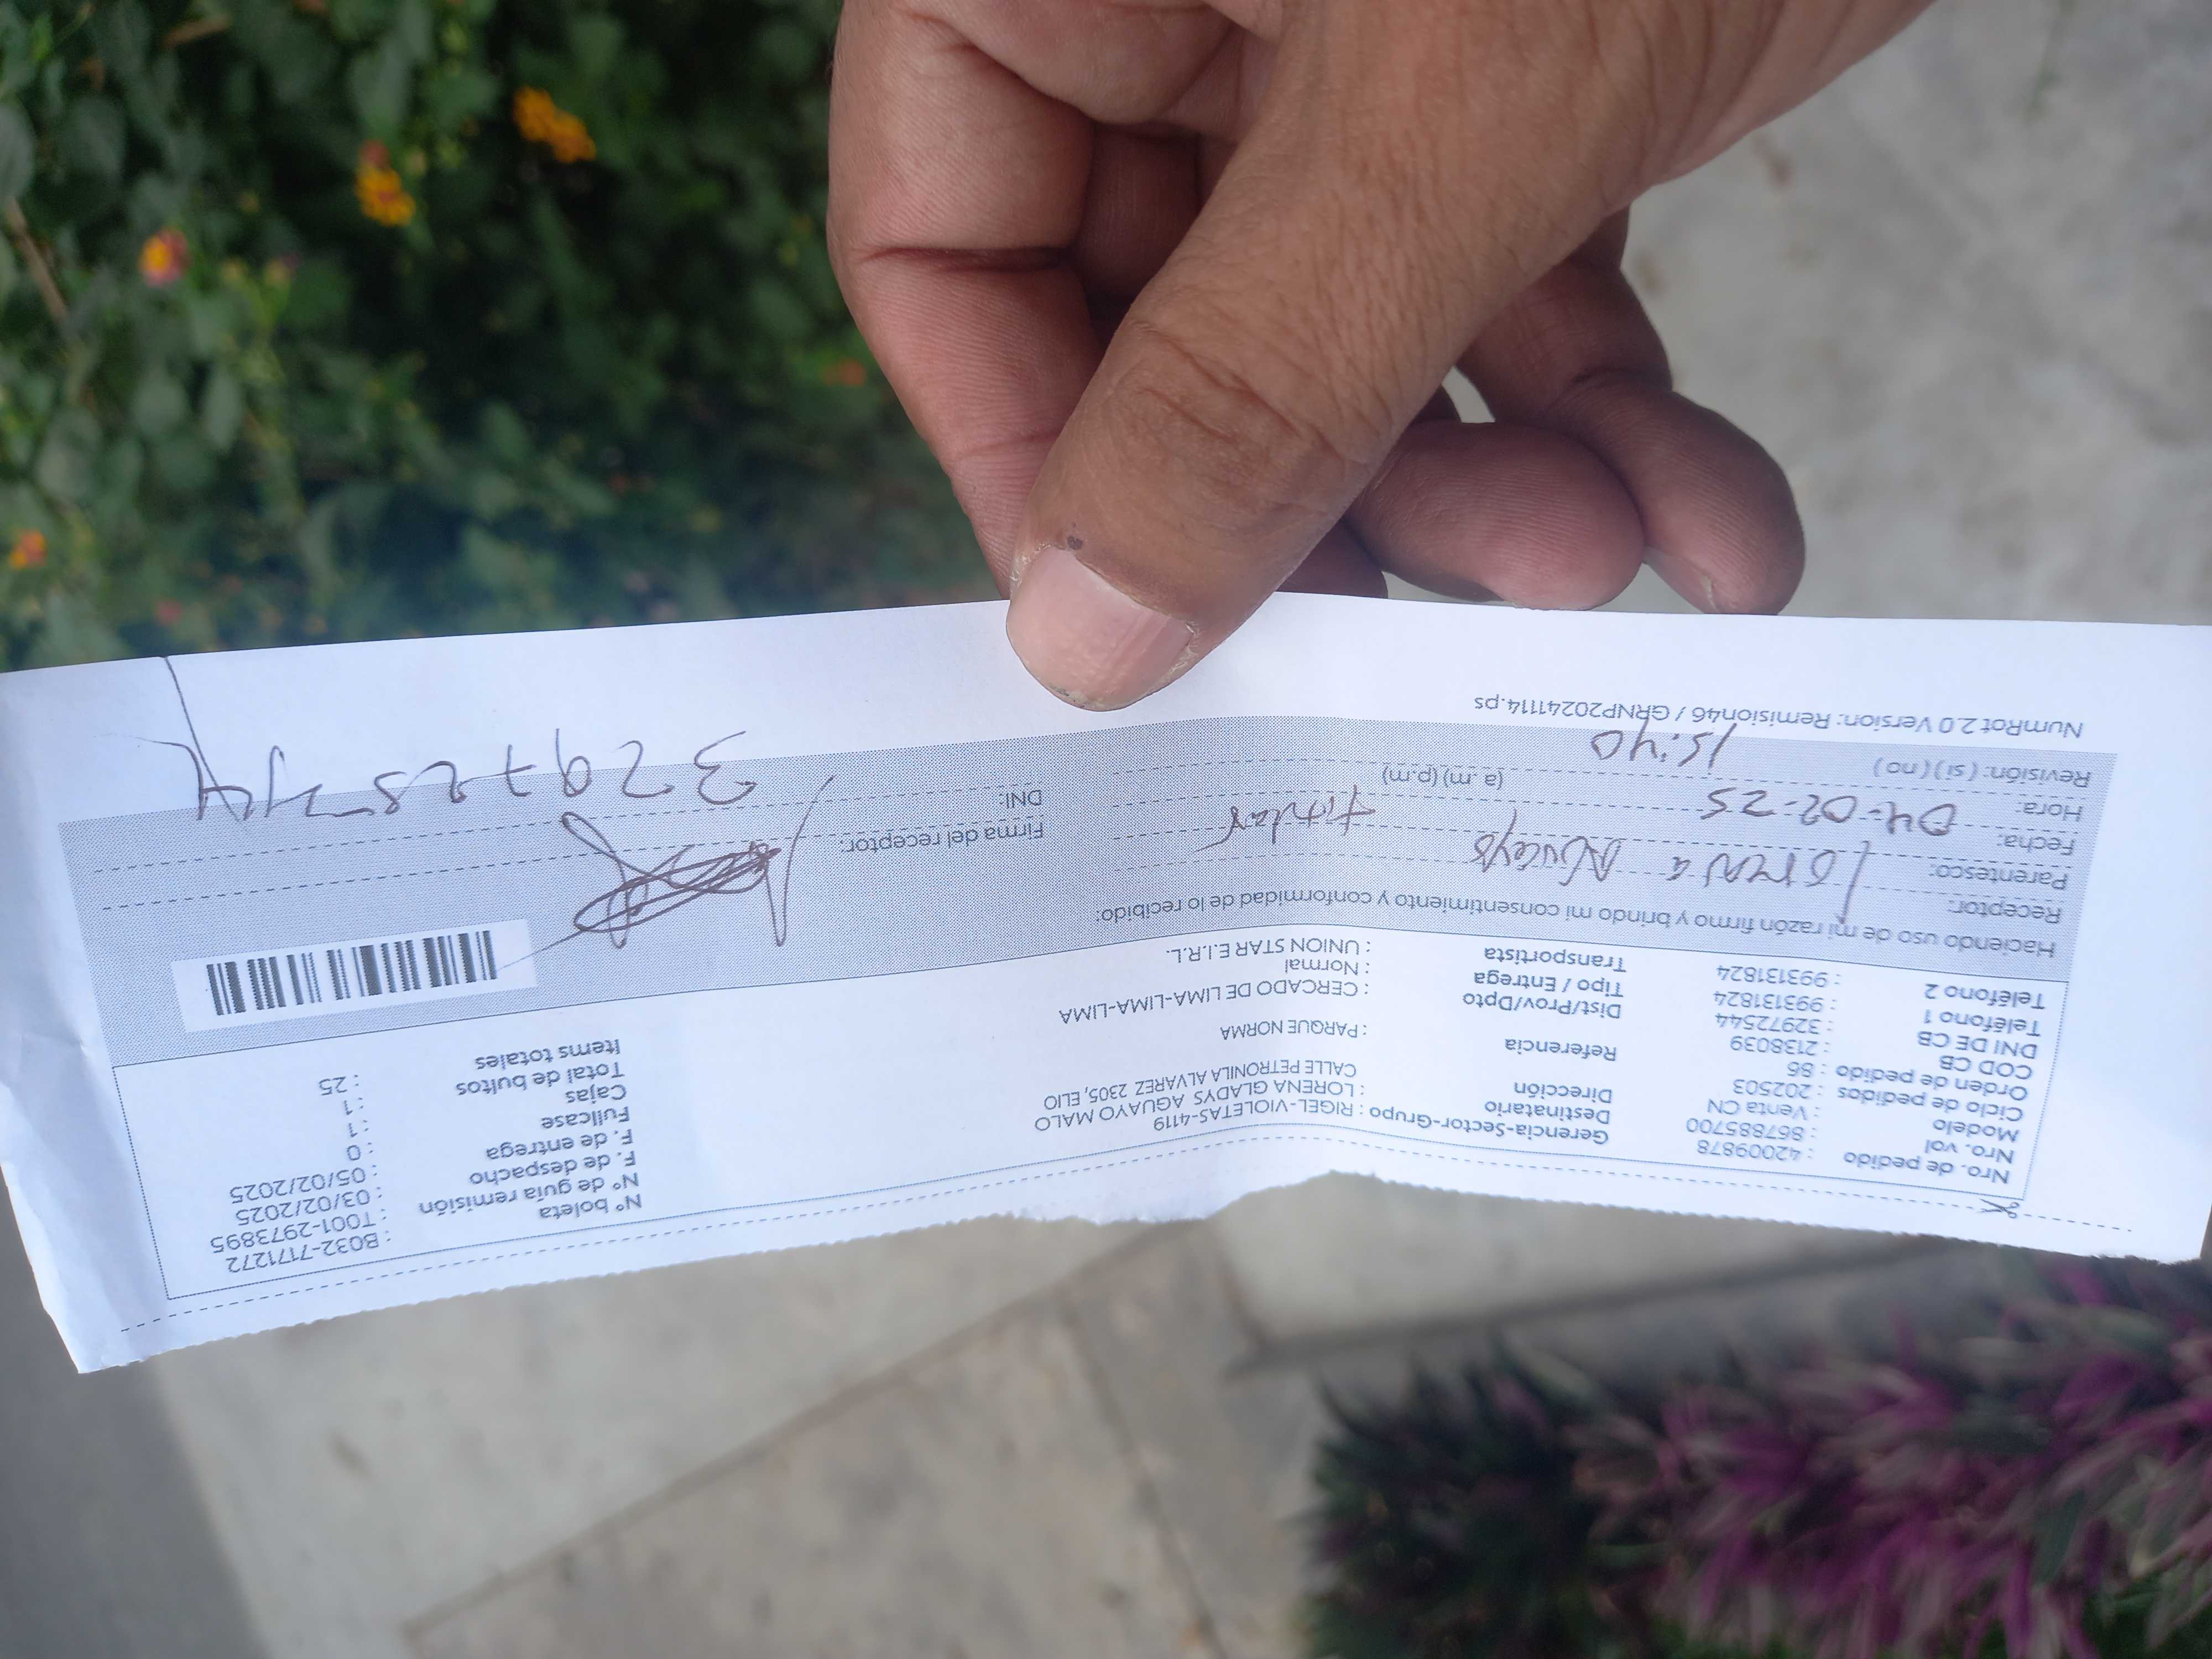 Nro. de pedido : 42009878
Nro. vol : 867885700
Modelo : Venta CN
Ciclo de pedidos : 202503
Orden de pedido : 86
COD CB : 2138039
DNI DE CB : 32972544
Teléfono 1 : 993131824
Teléfono 2 : 993131824
Gerencia-Sector-Grupo : RIGEL-VIOLETAS-4119
Destinatario : LORENA GLADYS AGUAYO MALO
Dirección CALLE PETRONILA ALVAREZ 2305, ELIO
Referencia : PARQUE NORMA
Dist/Prov/Dpto : CERCADO DE LIMA-LIMA-LIMA
Tipo / Entrega : Normal
Transportista : UNION STAR E.I.R.L.
N° boleta : B032-7171272
N° de guía remisión : T001-2973895
F. de despacho : 03/02/2025
F. de entrega : 05/02/2025
Fullcase : 0
Cajas : 1
Total de bultos : 1
Items totales : 25
Haciendo uso de mi razón firmo y brindo mi consentimiento y conformidad de lo recibido:
Receptor: Lorena
Parentesco: titular
Fecha: 04-02-25
Hora: 15:40 (a.m) (p.m)
Revisión: (si) (no)
Firma del receptor:
DNI:
NumRot 2.0 Version: Remision46 / GRNP20241114.ps